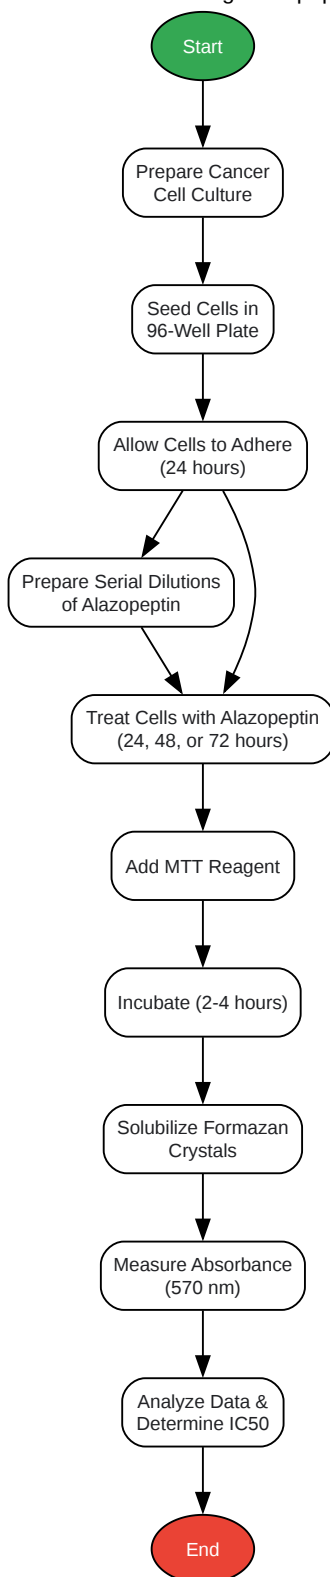 Start
Prepare Cancer
Cell Culture
Seed Cells in
96-Well Plate
Allow Cells to Adhere
(24 hours)
Prepare Serial Dilutions
of Alazopeptin
Treat Cells with Alazopeptin
(24, 48, or 72 hours)
Add MTT Reagent
Incubate (2-4 hours)
Solubilize Formazan
Crystals
Measure Absorbance
(570 nm)
Analyze Data &
Determine IC50
End